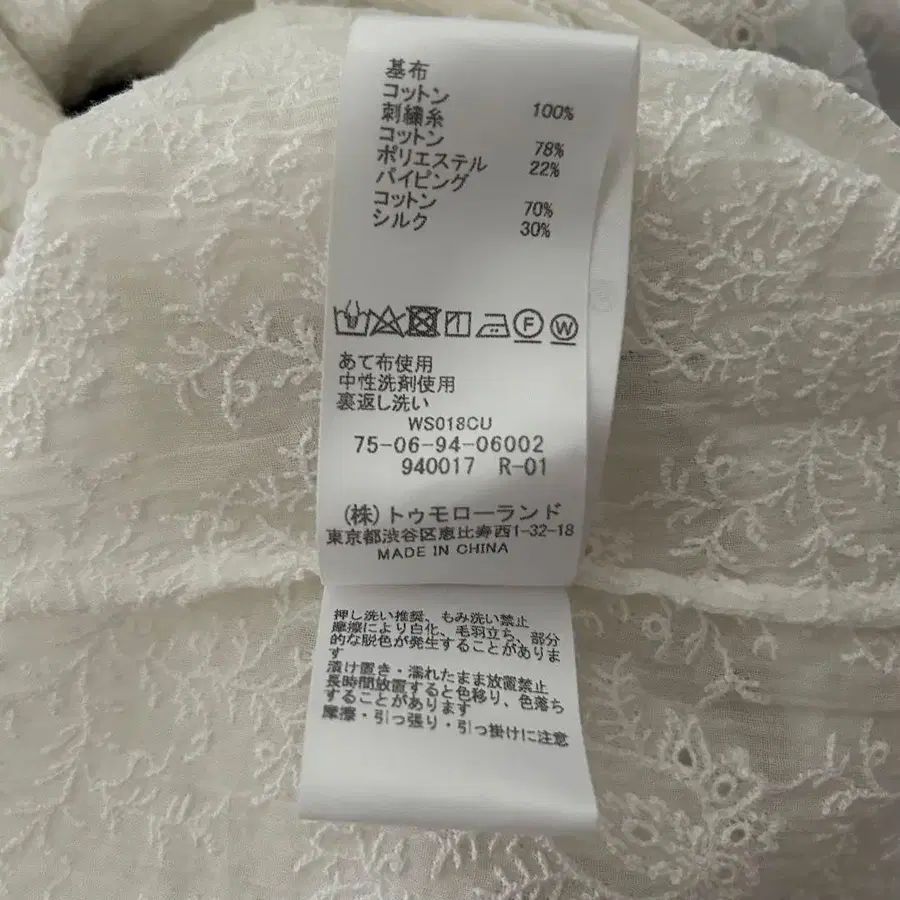 基布
コットン 100%
刺繍糸
コットン 78%
ポリエステル 22%
パイピング
コットン 70%
シルク 30%
F W
あて布使用
中性洗剤使用
裏返し洗い
WS018CU
75-06-94-06002
940017 R-01
(株)トゥモローランド
東京都渋谷区恵比寿西1-32-18
MADE IN CHINA
押し洗い推奨、もみ洗い禁止
摩擦により白化、毛羽立ち、部分
的な脱色が発生することがありま
す
漬け置き・濡れたまま放置禁止
長時間放置すると色移り、色落ち
することがあります
摩擦・引っ張り・引っ掛けに注意